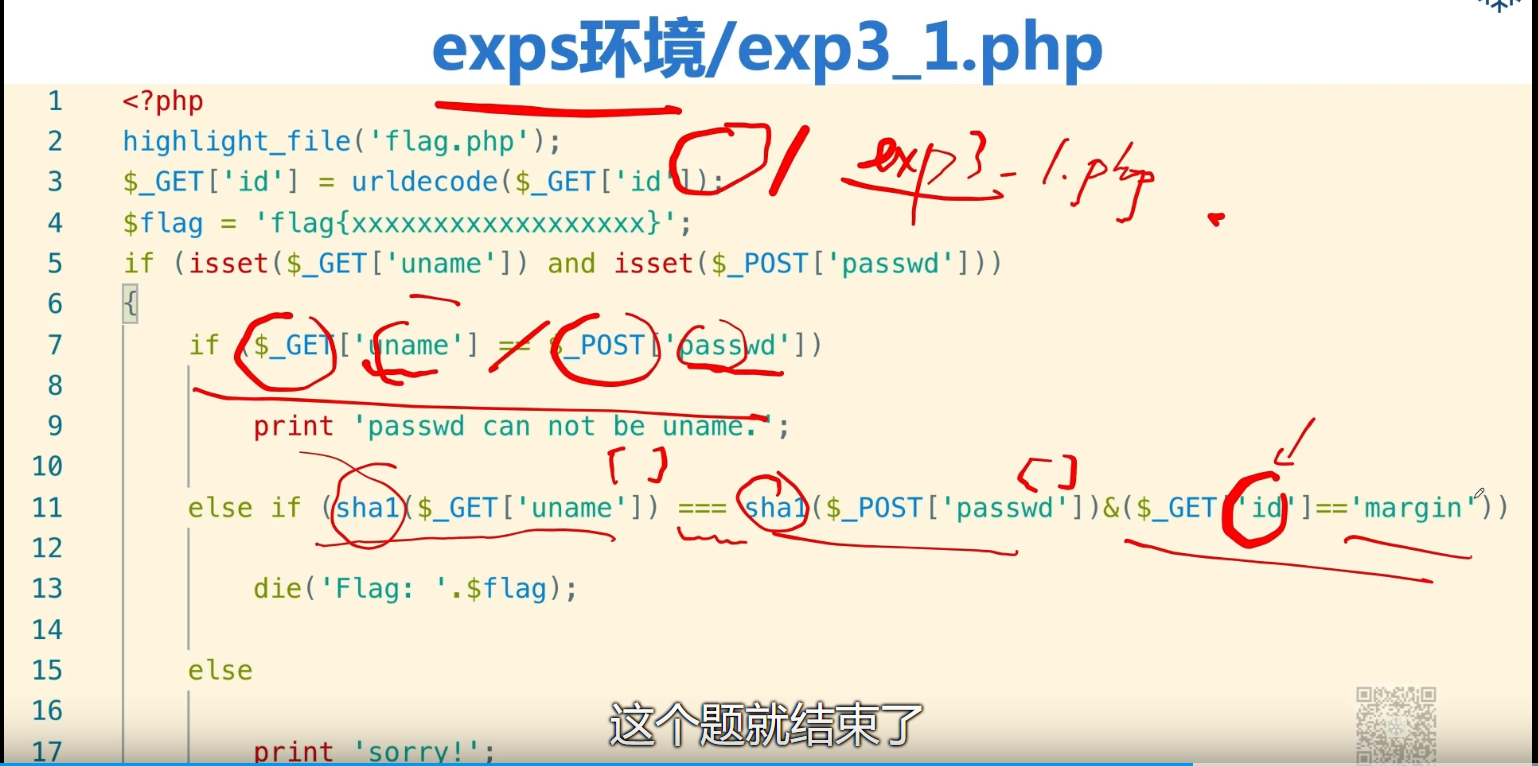 exps环境/exp3_1.php
1 <?php
2 highlight_file('flag.php');
3 $_GET['id'] = urldecode($_GET['id']);
4 $flag = 'flag{xxxxxxxxxxxxxxxxxx}';
exp3_1.php
5 if (isset($_GET['uname']) and isset($_POST['passwd']))
6 {
7 if ($_GET['uname'] == $_POST['passwd'])
8
9 print 'passwd can not be uname.';
10
[ ] [ ]
11 else if (sha1($_GET['uname']) === sha1($_POST['passwd'])&($_GET['id']=='margin'))
12
13 die('Flag: '.$flag);
14
15 else
16
这个题就结束了
17 print 'sorry!';